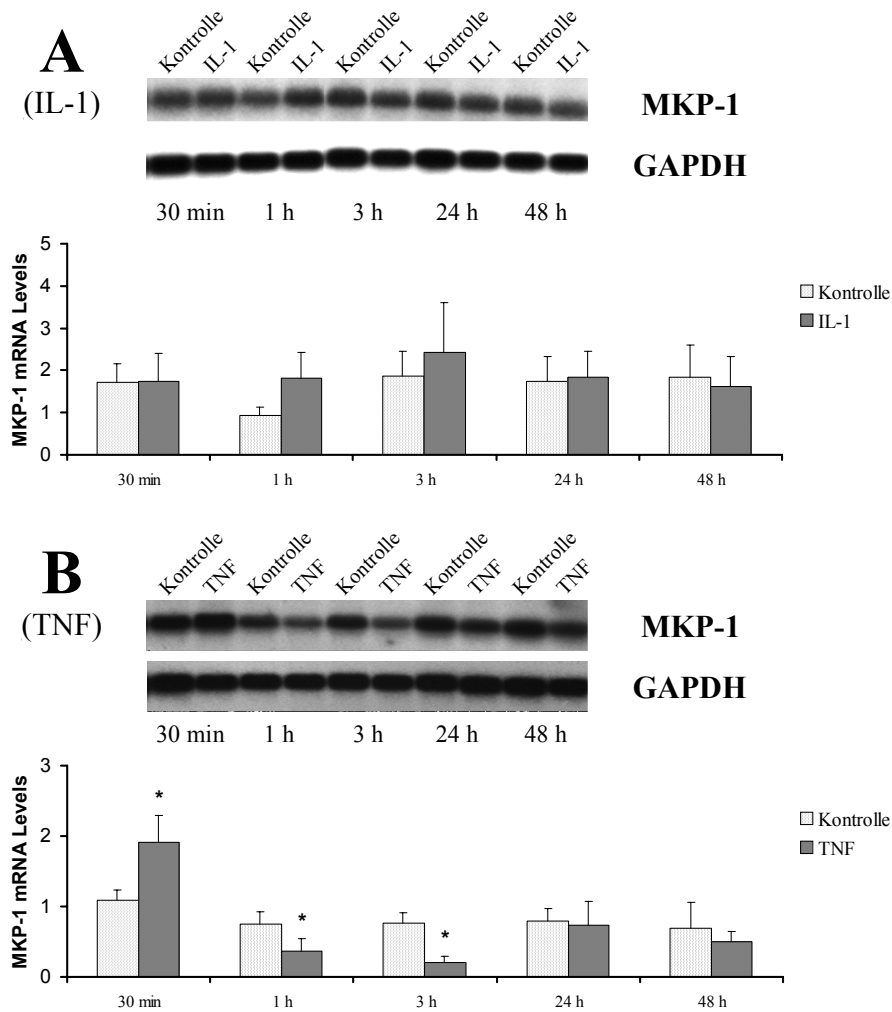 A
(IL-1)
Kontrolle IL-1 Kontrolle IL-1 Kontrolle IL-1 Kontrolle IL-1 Kontrolle IL-1
MKP-1
GAPDH
30 min 1 h 3 h 24 h 48 h
MKP-1 mRNA Levels
5
4
3
2
1
0
30 min 1 h 3 h 24 h 48 h
Kontrolle
IL-1
B
(TNF)
Kontrolle TNF Kontrolle TNF Kontrolle TNF Kontrolle TNF Kontrolle TNF
MKP-1
GAPDH
30 min 1 h 3 h 24 h 48 h
MKP-1 mRNA Levels
3
2
1
0
*
*
*
30 min 1 h 3 h 24 h 48 h
Kontrolle
TNF